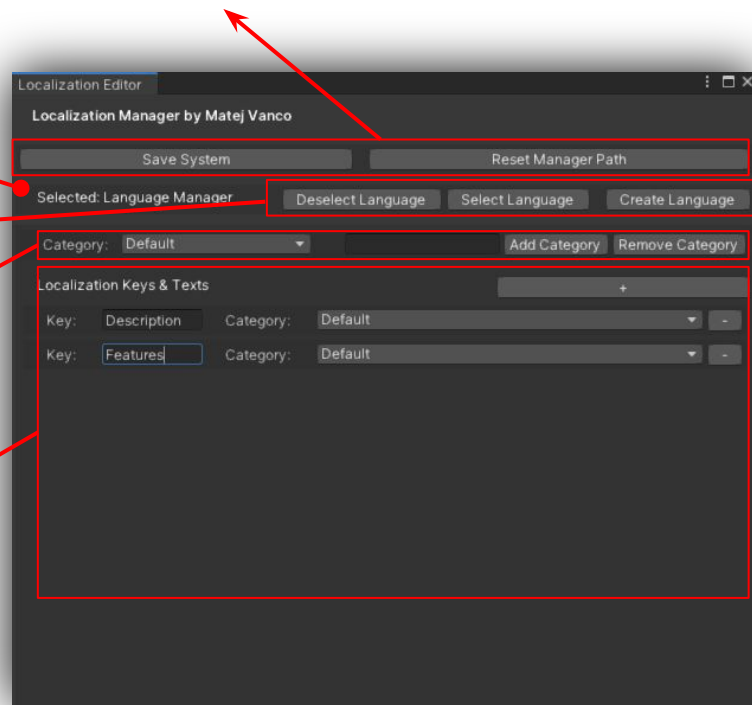 Localization Editor
Localization Manager by Matej Vanco
Save System Reset Manager Path
Selected: Language Manager Deselect Language Select Language Create Language
Category: Default Add Category Remove Category
Localization Keys & Texts +
Key: Description Category: Default -
Key: Features Category: Default -